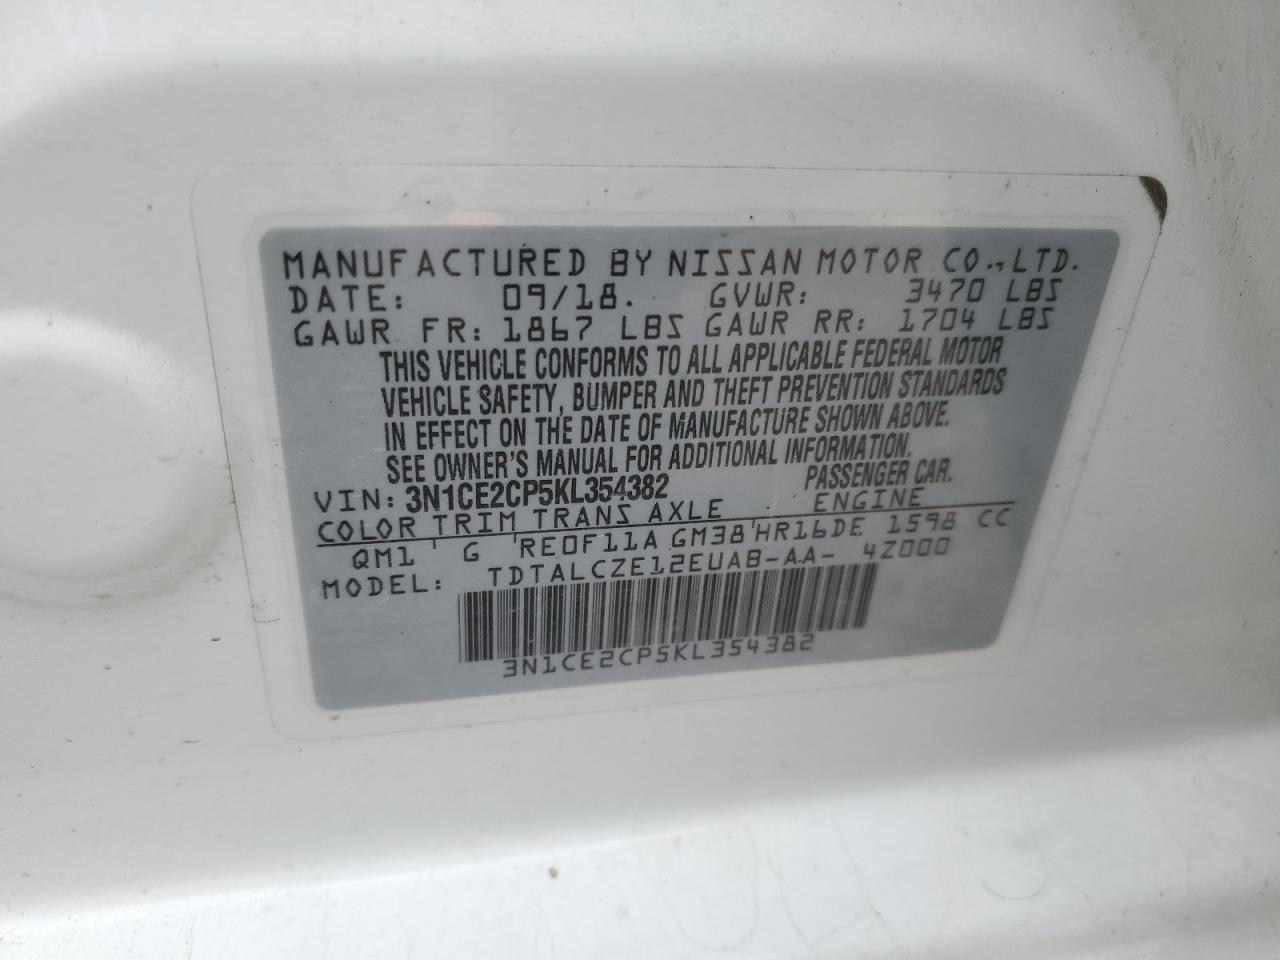 MANUFACTURED BY NISSAN MOTOR CO., LTD.
DATE: 09/18. GVWR: 3470 LBS
GAWR FR: 1867 LBS GAWR RR: 1704 LBS
THIS VEHICLE CONFORMS TO ALL APPLICABLE FEDERAL MOTOR
VEHICLE SAFETY, BUMPER AND THEFT PREVENTION STANDARDS
IN EFFECT ON THE DATE OF MANUFACTURE SHOWN ABOVE.
SEE OWNER'S MANUAL FOR ADDITIONAL INFORMATION.
VIN: 3N1CE2CP5KL354382 PASSENGER CAR.
COLOR TRIM TRANS AXLE ENGINE
QM1 G RE0F11A GM38 HR16DE 1598 CC
MODEL: TDTALCZE12EUAB-AA- 4Z000
3N1CE2CP5KL354382